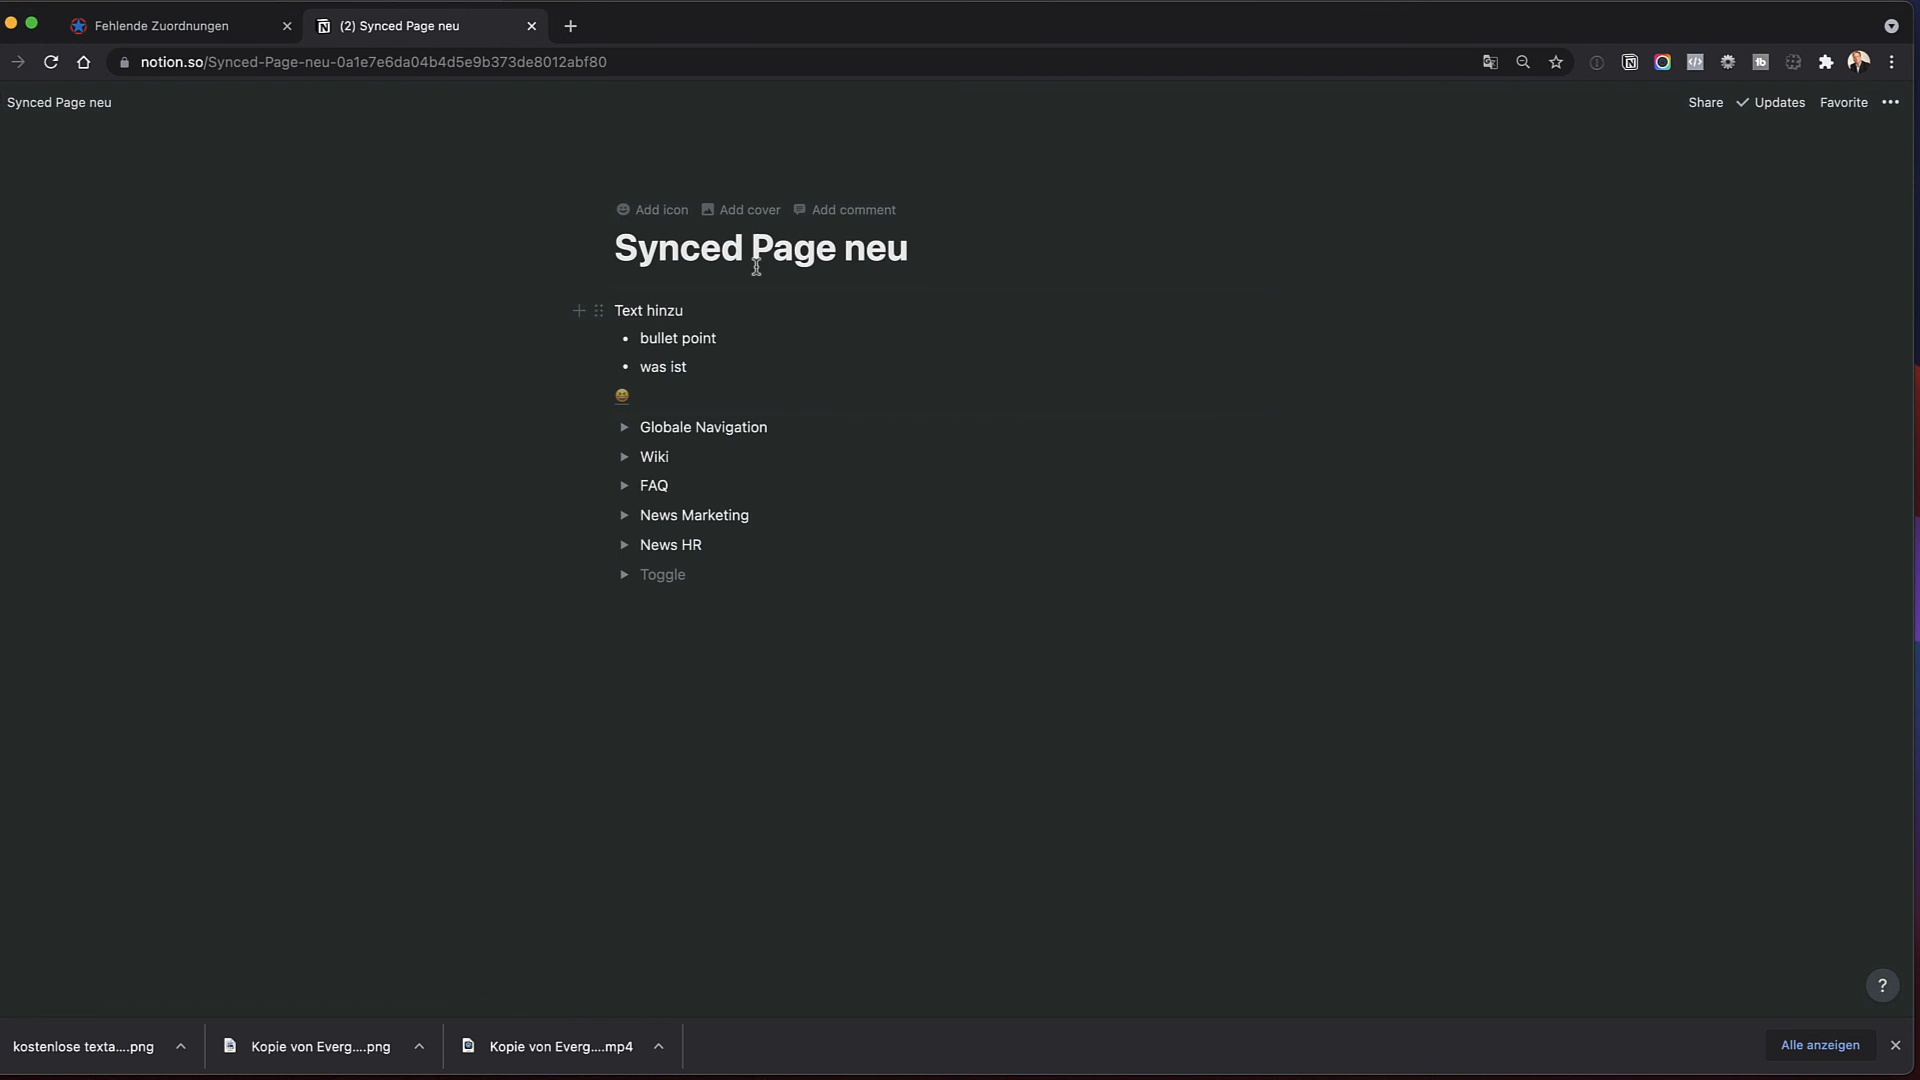 Fehlende Zuordnungen
(2) Synced Page neu
notion.so/Synced-Page-neu-0a1e7e6da04b4d5e9b373de8012abf80
Synced Page neu
Share
Updates
Favorite
Add icon
Add cover
Add comment
Synced Page neu
Text hinzu
• bullet point
• was ist
Globale Navigation
Wiki
FAQ
News Marketing
News HR
Toggle
?
kostenlose texta....png
Kopie von Everg....png
Kopie von Everg....mp4
Alle anzeigen